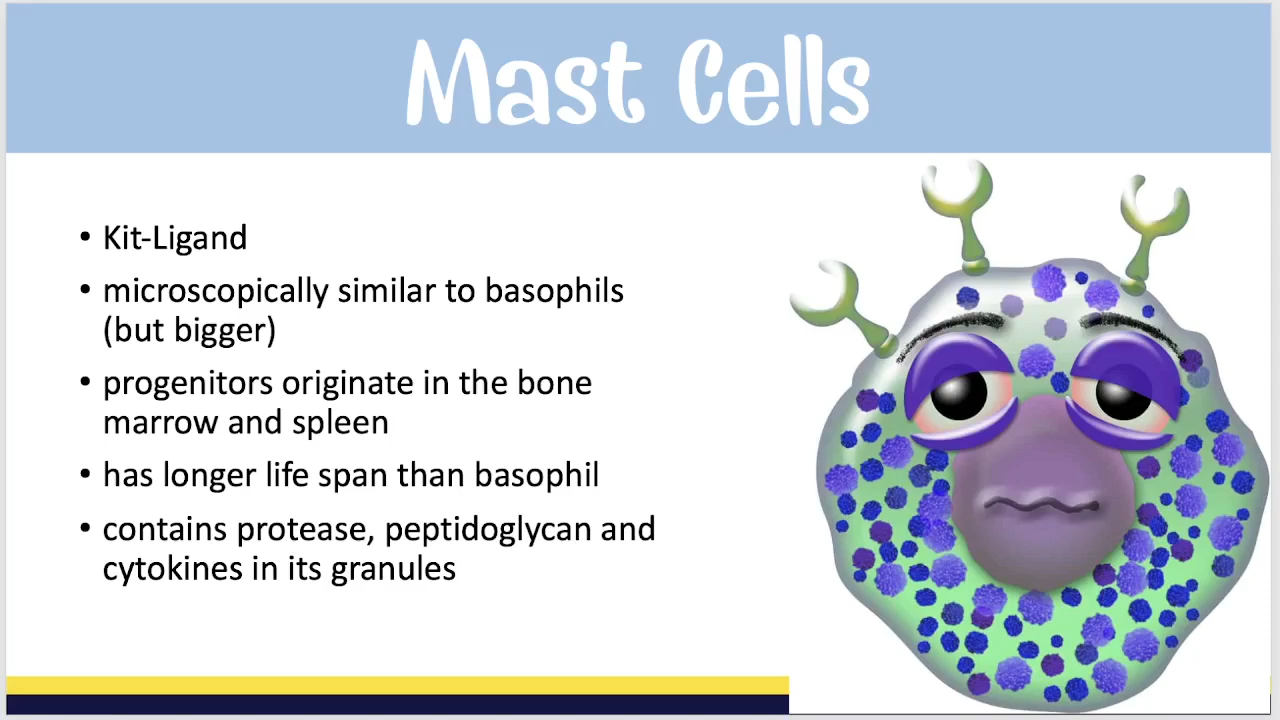 Mast Cells
• Kit-Ligand
• microscopically similar to basophils
(but bigger)
• progenitors originate in the bone
marrow and spleen
• has longer life span than basophil
• contains protease, peptidoglycan and
cytokines in its granules